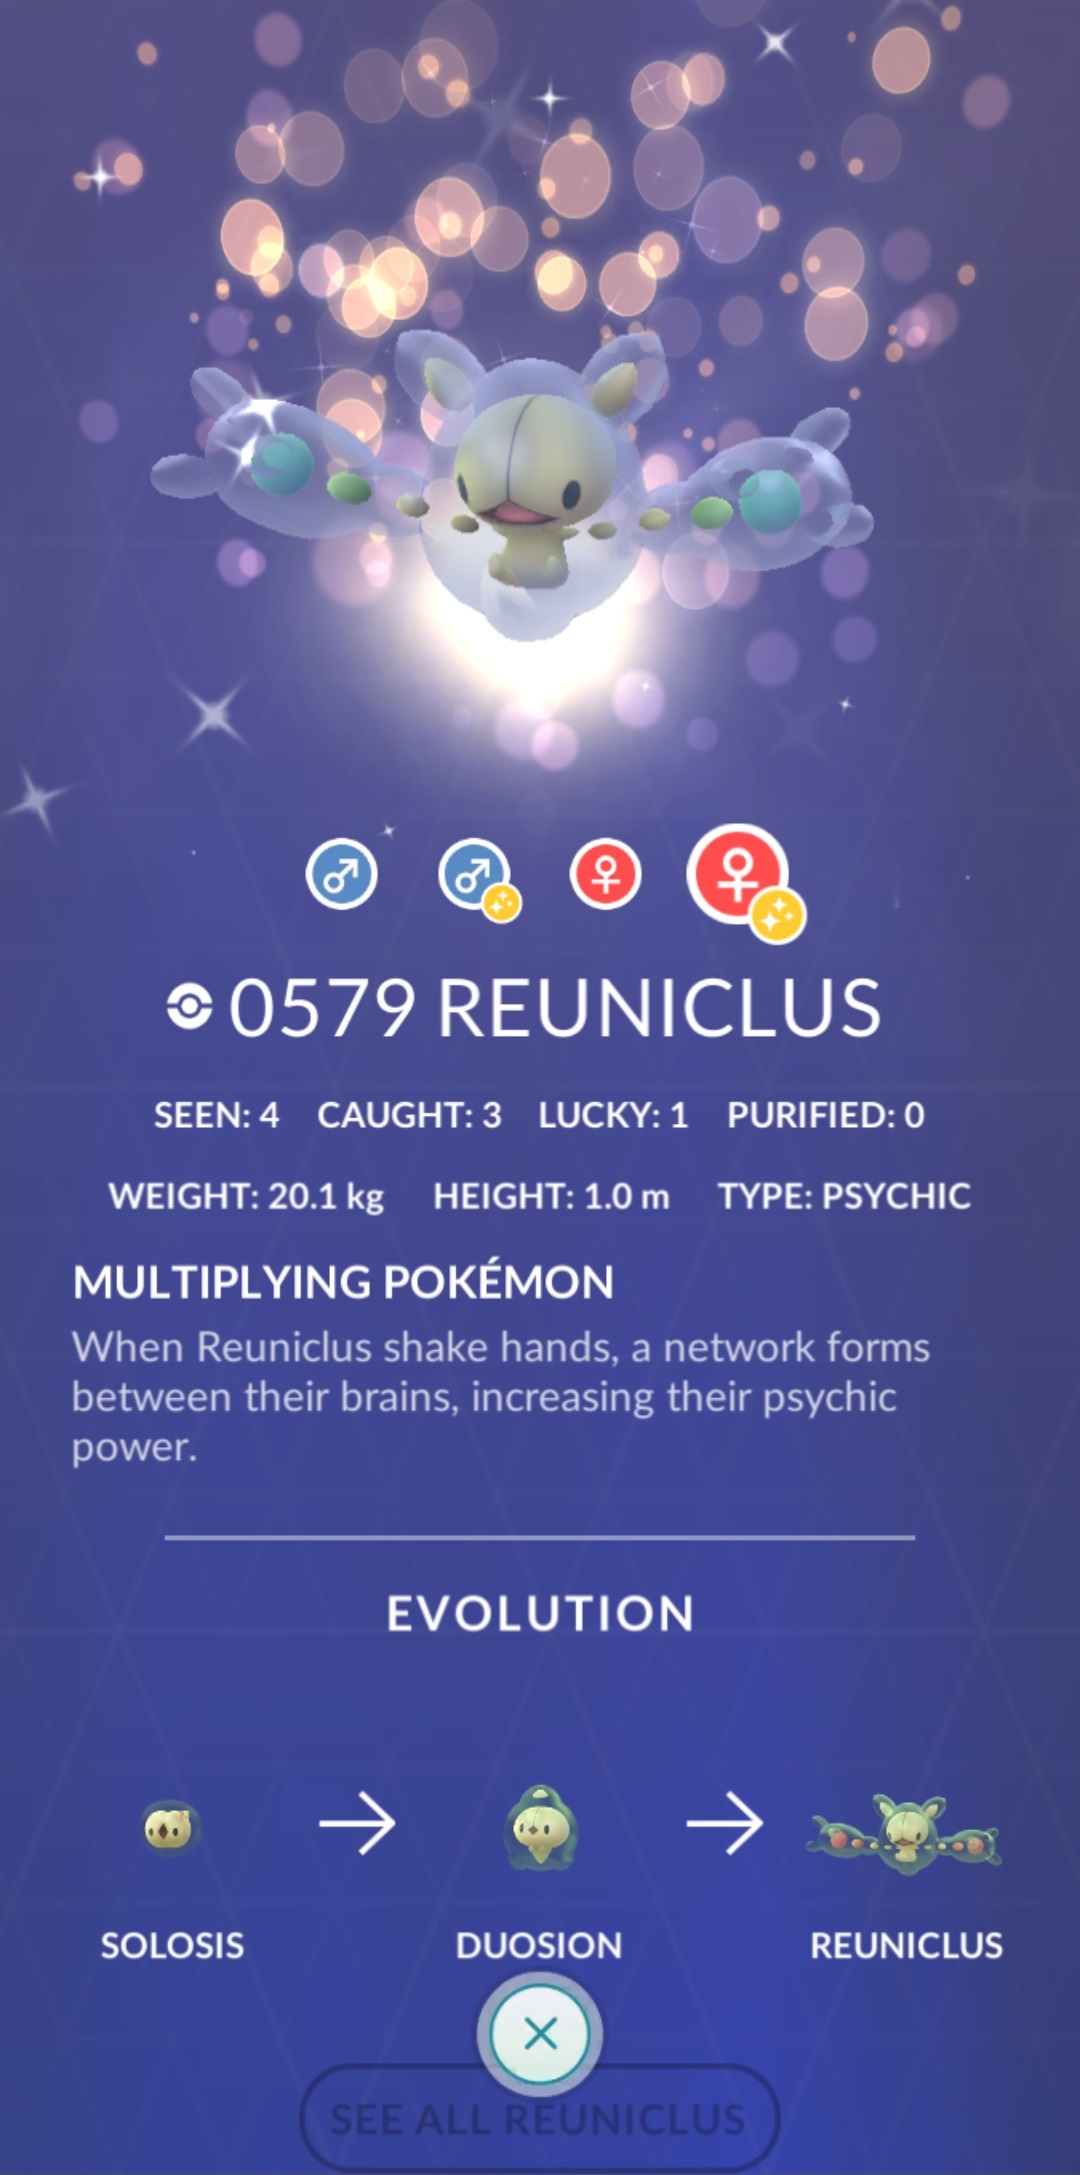 0579 REUNICLUS
SEEN: 4 CAUGHT: 3 LUCKY: 1 PURIFIED: 0
WEIGHT: 20.1 kg HEIGHT: 1.0 m TYPE: PSYCHIC
MULTIPLYING POKÉMON
When Reuniclus shake hands, a network forms
between their brains, increasing their psychic
power.
EVOLUTION
SOLOSIS DUOSION REUNICLUS
SEE ALL REUNICLUS